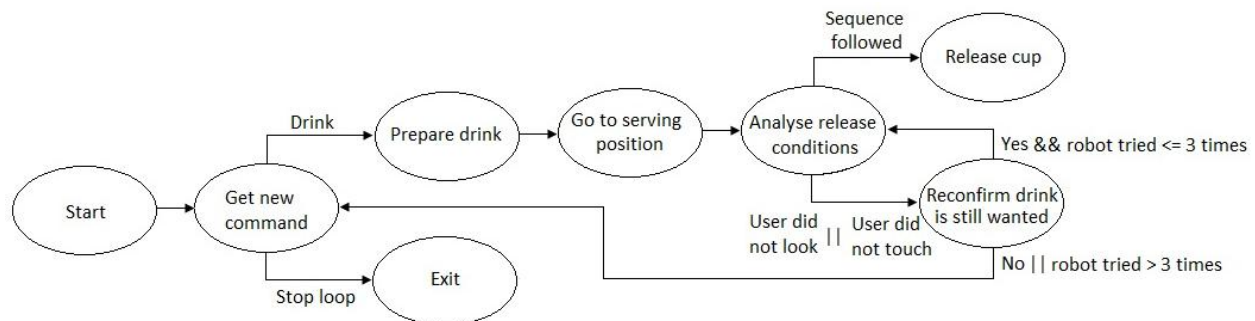 Start
Get new
command
Drink
Prepare drink
Stop loop
Exit
Go to serving
position
Analyse release
conditions
Sequence
followed
Release cup
User did
not look
||
User did
not touch
Reconfirm drink
is still wanted
Yes && robot tried <= 3 times
No || robot tried > 3 times